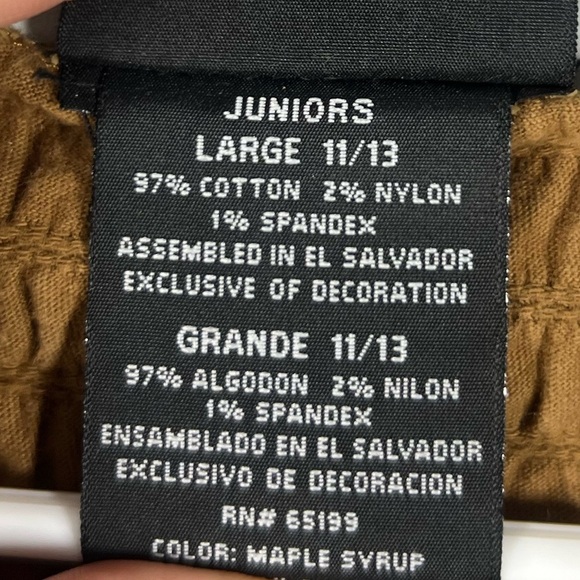 JUNIORS
LARGE 11/13
97% COTTON 2% NYLON
1% SPANDEX
ASSEMBLED IN EL SALVADOR
EXCLUSIVE OF DECORATION
GRANDE 11/13
97% ALGODON 2% NILON
1% SPANDEX
ENSAMBLADO EN EL SALVADOR
EXCLUSIVO DE DECORACION
RN# 65199
COLOR: MAPLE SYRUP